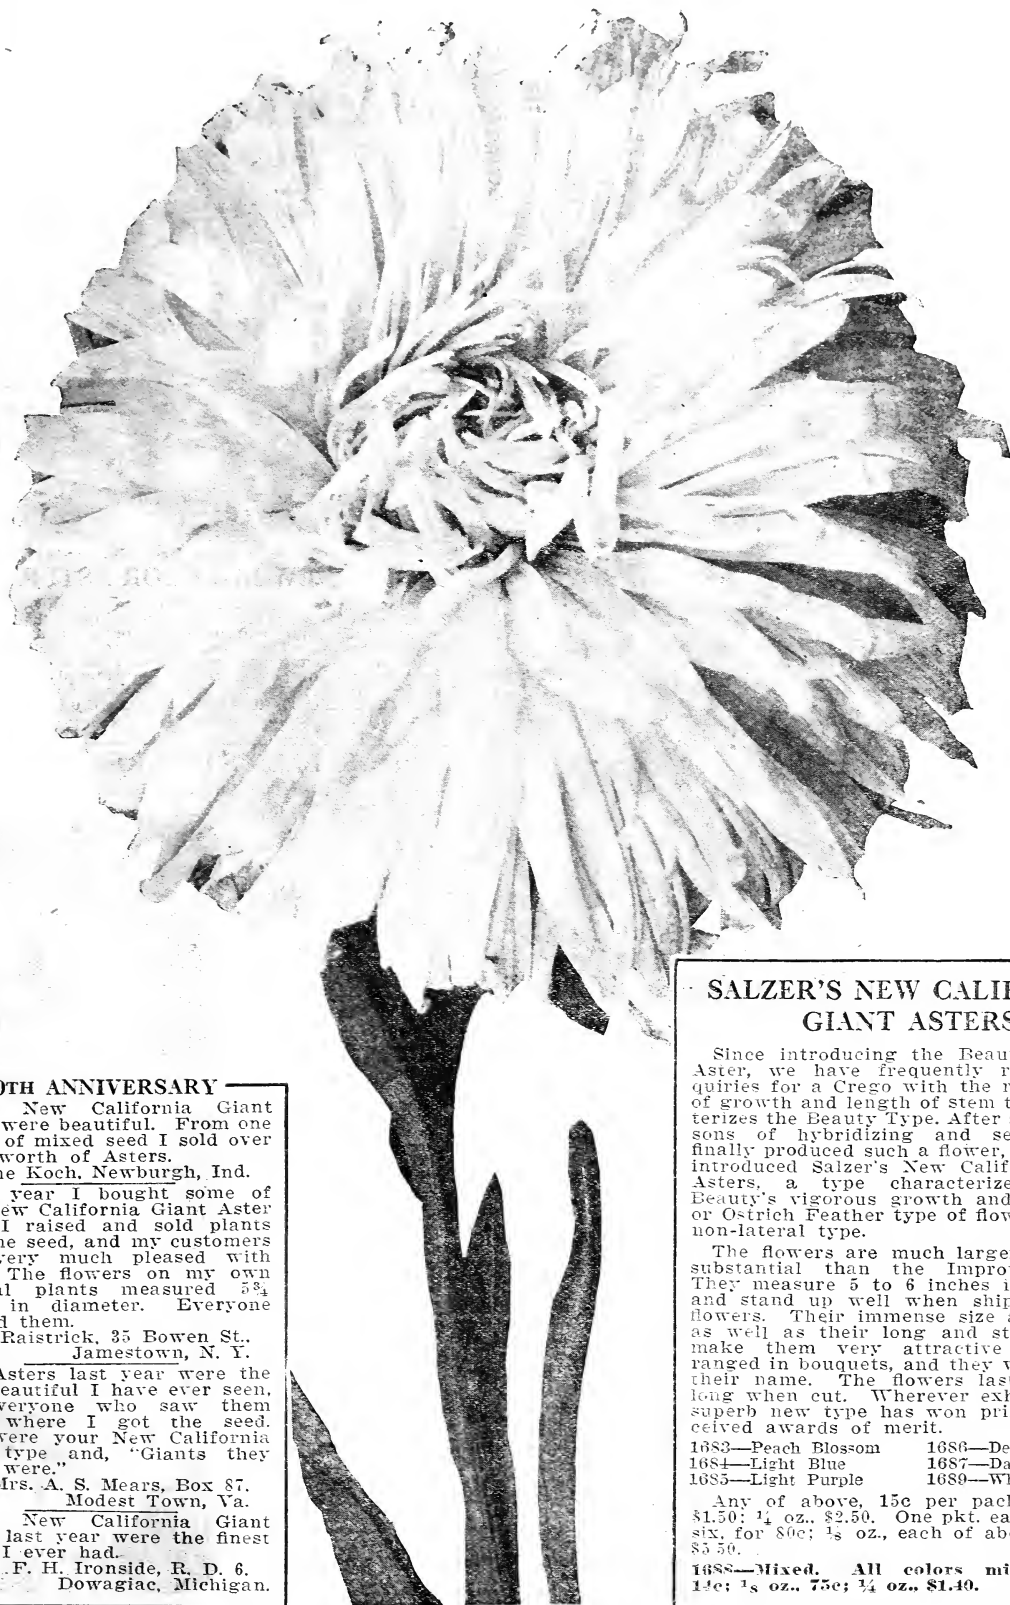 0TH ANNIVERSARY
New California Giant
were beautiful. From one
of mixed seed I sold over
worth of Asters.
ne Koch, Newburgh, Ind.
year I bought some of
ew California Giant Aster
I raised and sold plants
ne seed, and my customers
very much pleased with
The flowers on my own
al plants measured 5¾
in diameter. Everyone
d them.
Raistrick, 35 Bowen St.,
Jamestown, N. Y.
Asters last year were the
eautiful I have ever seen,
veryone who saw them
where I got the seed.
were your New California
type and, "Giants they
were."
Mrs. A. S. Mears, Box 87,
Modest Town, Va.
New California Giant
last year were the finest
I ever had.
F. H. Ironside, R. D. 6,
Dowagiac, Michigan.
SALZER'S NEW CALIF
GIANT ASTERS
Since introducing the Beau
Aster, we have frequently r
quiries for a Crego with the r
of growth and length of stem t
terizes the Beauty Type. After
sons of hybridizing and se
finally produced such a flower,
introduced Salzer's New Calif
Asters, a type characterize
Beauty's vigorous growth and
or Ostrich Feather type of flow
non-lateral type.
The flowers are much large
substantial than the Impro
They measure 5 to 6 inches i
and stand up well when ship
flowers. Their immense size a
as well as their long and st
make them very attractive
ranged in bouquets, and they w
their name. The flowers las
long when cut. Wherever exh
superb new type has won pri
ceived awards of merit.
1683—Peach Blossom 1686—De
1684—Light Blue 1687—Da
1685—Light Purple 1689—Wh
Any of above, 15c per pack
$1.50; ¼ oz., $2.50. One pkt. ea
six, for 80c; ⅛ oz., each of abo
$5.50.
1688—Mixed. All colors mi
14c; ⅛ oz., 75c; ¼ oz., $1.40.